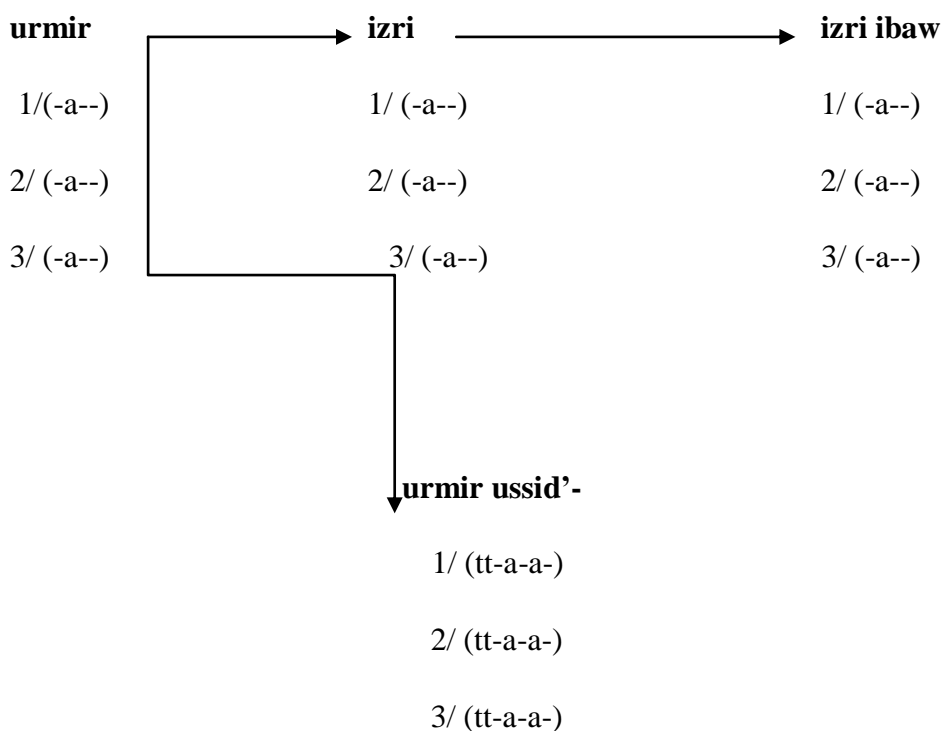 urmir izri izri ibaw
1/(-a--) 1/ (-a--) 1/ (-a--)
2/ (-a--) 2/ (-a--) 2/ (-a--)
3/ (-a--) 3/ (-a--) 3/ (-a--)
urmir ussid’-
1/ (tt-a-a-)
2/ (tt-a-a-)
3/ (tt-a-a-)